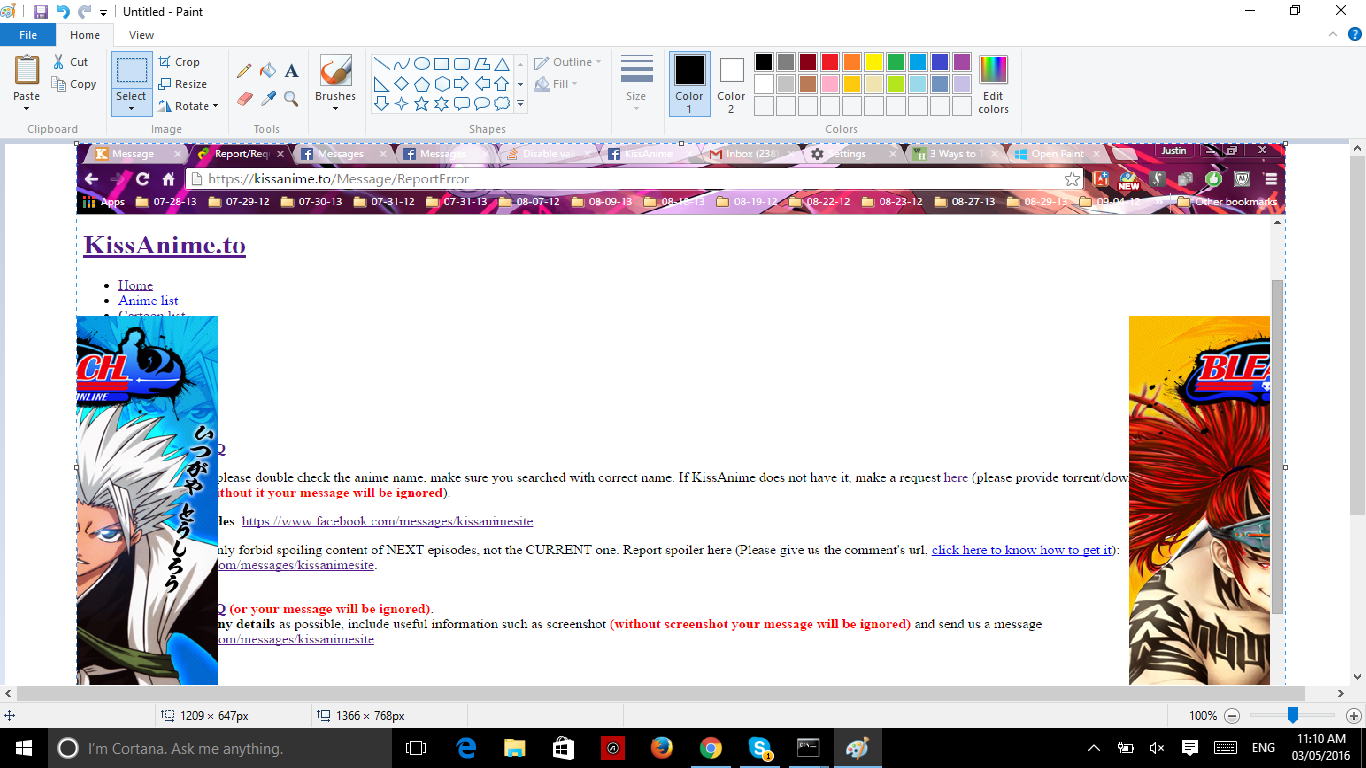 Untitled - Paint
File
Home
View
Paste
Cut
Copy
Clipboard
Select
Crop
Resize
Rotate
Image
Tools
Brushes
Shapes
Outline
Fill
Size
Color 1
Color 2
Edit colors
Colors
Message
Report/Req
Messages
Messages
Disable
KissAnime
Inbox (238
Settings
3 Ways to
Open Paint
Justin
https://kissanime.to/Message/ReportError
NEW
Apps
07-28-13
07-29-12
07-30-13
07-31-12
07-31-13
08-07-12
08-09-13
08-18-13
08-19-12
08-22-12
08-23-12
08-27-13
08-29-13
09-04-12
»
Other bookmarks
KissAnime.to
Home
Anime list
Cartoon list
CH
ONLINE
いつがや とうしろう
BLEA
Q
please double check the anime name, make sure you searched with correct name. If KissAnime does not have it, make a request here (please provide torrent/dow
ithout it your message will be ignored).
des https://www.facebook.com/messages/kissanimesite
nly forbid spoiling content of NEXT episodes, not the CURRENT one. Report spoiler here (Please give us the comment's url, click here to know how to get it):
om/messages/kissanimesite.
Q (or your message will be ignored).
ny details as possible, include useful information such as screenshot (without screenshot your message will be ignored) and send us a message
om/messages/kissanimesite
1209 × 647px
1366 × 768px
100%
I'm Cortana. Ask me anything.
1
ENG
11:10 AM
03/05/2016